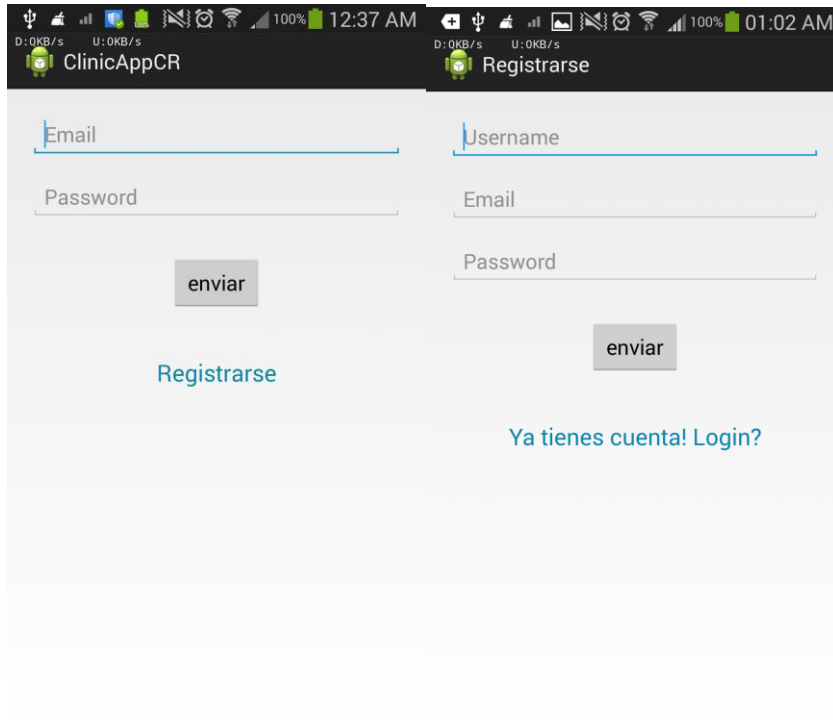 100% 12:37 AM
D:0KB/s U:0KB/s
ClinicAppCR
Email
Password
enviar
Registrarse
100% 01:02 AM
D:0KB/s U:0KB/s
Registrarse
Username
Email
Password
enviar
Ya tienes cuenta! Login?